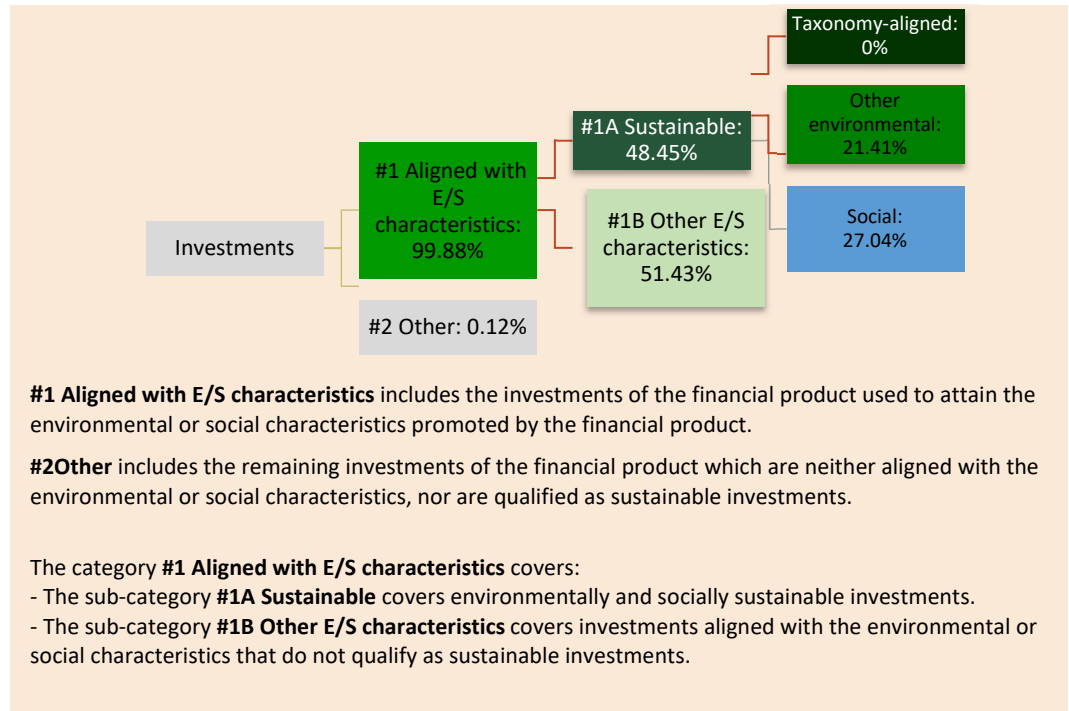 Taxonomy-aligned:
0%
Other
environmental:
21.41%
#1A Sustainable:
48.45%
#1 Aligned with
E/S
characteristics:
99.88%
Social:
27.04%
#1B Other E/S
characteristics:
51.43%
Investments
#2 Other: 0.12%
#1 Aligned with E/S characteristics includes the investments of the financial product used to attain the
environmental or social characteristics promoted by the financial product.
#2Other includes the remaining investments of the financial product which are neither aligned with the
environmental or social characteristics, nor are qualified as sustainable investments.
The category #1 Aligned with E/S characteristics covers:
- The sub-category #1A Sustainable covers environmentally and socially sustainable investments.
- The sub-category #1B Other E/S characteristics covers investments aligned with the environmental or
social characteristics that do not qualify as sustainable investments.